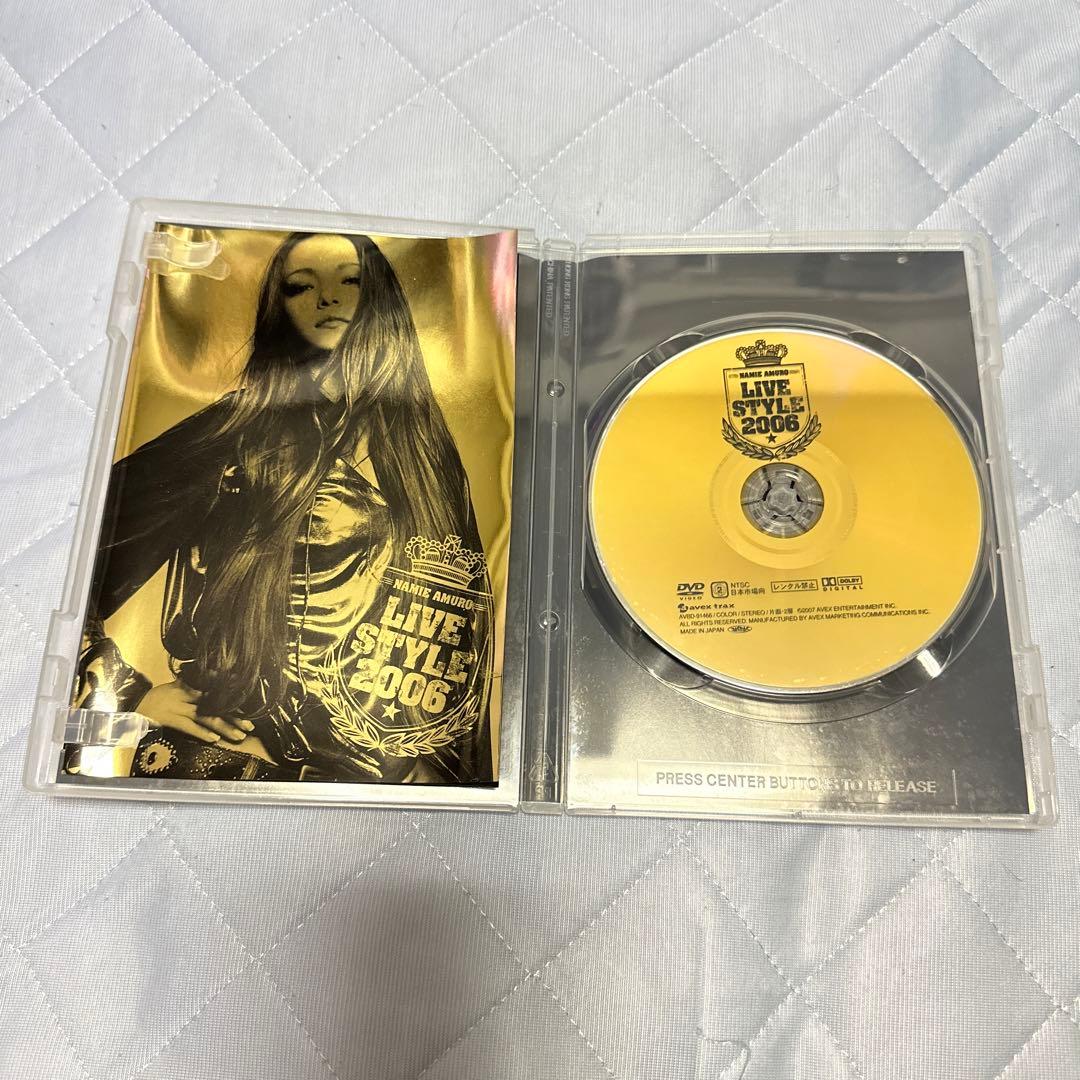 NAMIE AMURO
LiVE
STYLE
2006
NAMIE AMURO
LiVE
STYLE
2006
DVD
VIDEO
2
NTSC
日本市場向
レンタル禁止
DOLBY
DIGITAL
avex trax
AVBD-91466 / COLOR / STEREO / 片面・2層 ©2007 AVEX ENTERTAINMENT INC.
ALL RIGHTS RESERVED. MANUFACTURED BY AVEX MARKETING COMMUNICATIONS INC.
MADE IN JAPAN
PRESS CENTER BUTTONS TO RELEASE